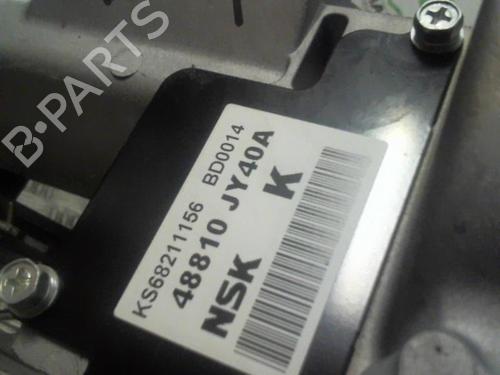 B-PARTS
KS68211156 BD0014
48810 JY40A
NSK K